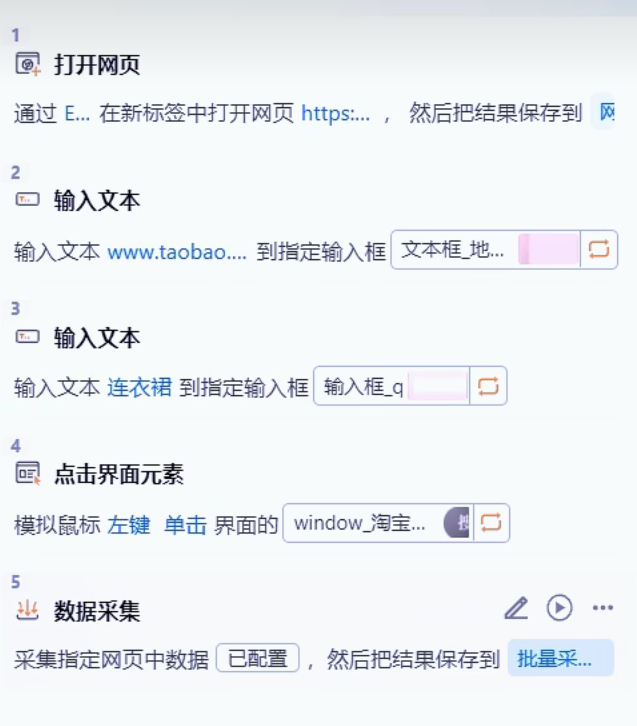 1
打开网页
通过 E... 在新标签中打开网页 https:... ， 然后把结果保存到 网
2
输入文本
输入文本 www.taobao.... 到指定输入框 文本框_地...
3
输入文本
输入文本 连衣裙 到指定输入框 输入框_q
4
点击界面元素
模拟鼠标 左键 单击 界面的 window_淘宝...
5
数据采集
采集指定网页中数据 已配置 ， 然后把结果保存到 批量采...